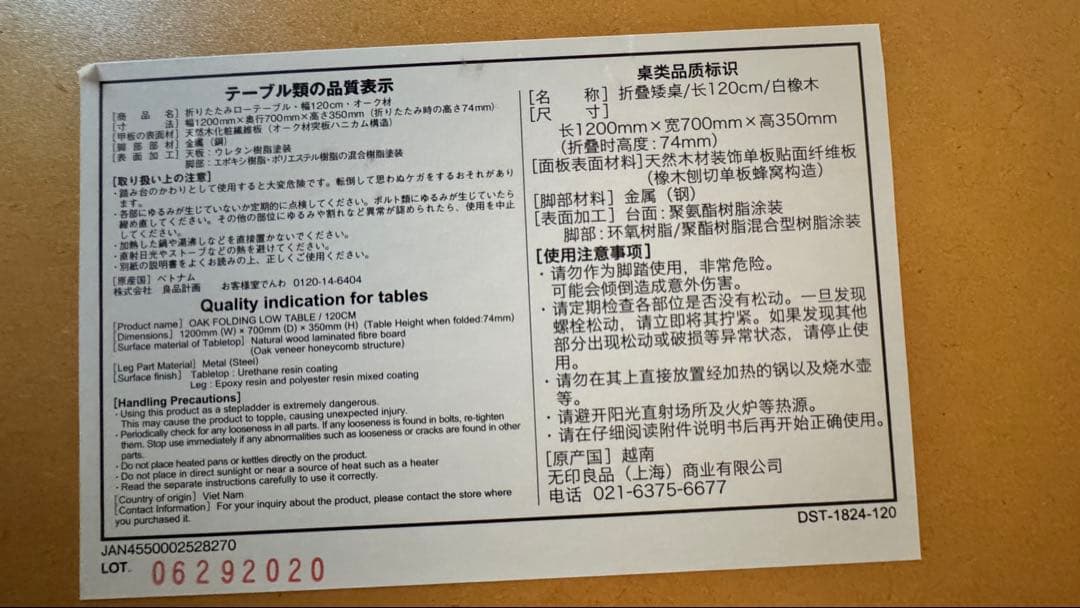 テーブル類の品質表示
[商品名] 折りたたみローテーブル・幅120cm・オーク材
[寸法] 幅1200mm×奥行700mm×高さ350mm（折りたたみ時の高さ74mm）
[甲板の表面材] 天然木化粧繊維板（オーク材突板ハニカム構造）
[脚部部材] 金属（鋼）
[表面加工] 天板：ウレタン樹脂塗装
脚部：エポキシ樹脂・ポリエステル樹脂の混合樹脂塗装
[取り扱い上の注意]
・踏み台のかわりとして使用すると大変危険です。転倒して思わぬケガをするおそれがあり
ます。
・各部にゆるみが生じていないか定期的に点検してください。ボルト類にゆるみが生じたら
締め直してください。その他の部位にゆるみや割れなど異常が認められたら、使用を中止
してください。
・加熱した鍋や湯沸しなどを直接置かないでください。
・直射日光やストーブなどの熱を避けてください。
・別紙の説明書をよくお読みの上、正しくご使用ください。
[原産国] ベトナム
株式会社 良品計画 お客様室でんわ 0120-14-6404
Quality indication for tables
[Product name] OAK FOLDING LOW TABLE / 120CM
[Dimensions] 1200mm (W) × 700mm (D) × 350mm (H) (Table Height when folded:74mm)
[Surface material of Tabletop] Natural wood laminated fibre board
(Oak veneer honeycomb structure)
[Leg Part Material] Metal (Steel)
[Surface finish] Tabletop : Urethane resin coating
Leg : Epoxy resin and polyester resin mixed coating
[Handling Precautions]
・Using this product as a stepladder is extremely dangerous.
This may cause the product to topple, causing unexpected injury.
・Periodically check for any looseness in all parts. If any looseness is found in bolts, re-tighten
them. Stop use immediately if any abnormalities such as looseness or cracks are found in other
parts.
・Do not place heated pans or kettles directly on the product.
・Do not place in direct sunlight or near a source of heat such as a heater
・Read the separate instructions carefully to use it correctly.
[Country of origin] Viet Nam
[Contact Information] For your inquiry about the product, please contact the store where
you purchased it.
桌类品质标识
[名称] 折叠矮桌/长120cm/白橡木
[尺寸]
长1200mm×宽700mm×高350mm
(折叠时高度：74mm)
[面板表面材料] 天然木材装饰单板贴面纤维板
(橡木刨切单板蜂窝构造)
[脚部材料] 金属（钢）
[表面加工] 台面：聚氨酯树脂涂装
脚部：环氧树脂/聚酯树脂混合型树脂涂装
[使用注意事项]
・请勿作为脚踏使用，非常危险。
可能会倾倒造成意外伤害。
・请定期检查各部位是否没有松动。一旦发现
螺栓松动，请立即将其拧紧。如果发现其他
部分出现松动或破损等异常状态，请停止使
用。
・请勿在其上直接放置经加热的锅以及烧水壶
等。
・请避开阳光直射场所及火炉等热源。
・请在仔细阅读附件说明书后再开始正确使用。
[原产国] 越南
无印良品（上海）商业有限公司
电话 021-6375-6677
DST-1824-120
JAN4550002528270
LOT. 06292020